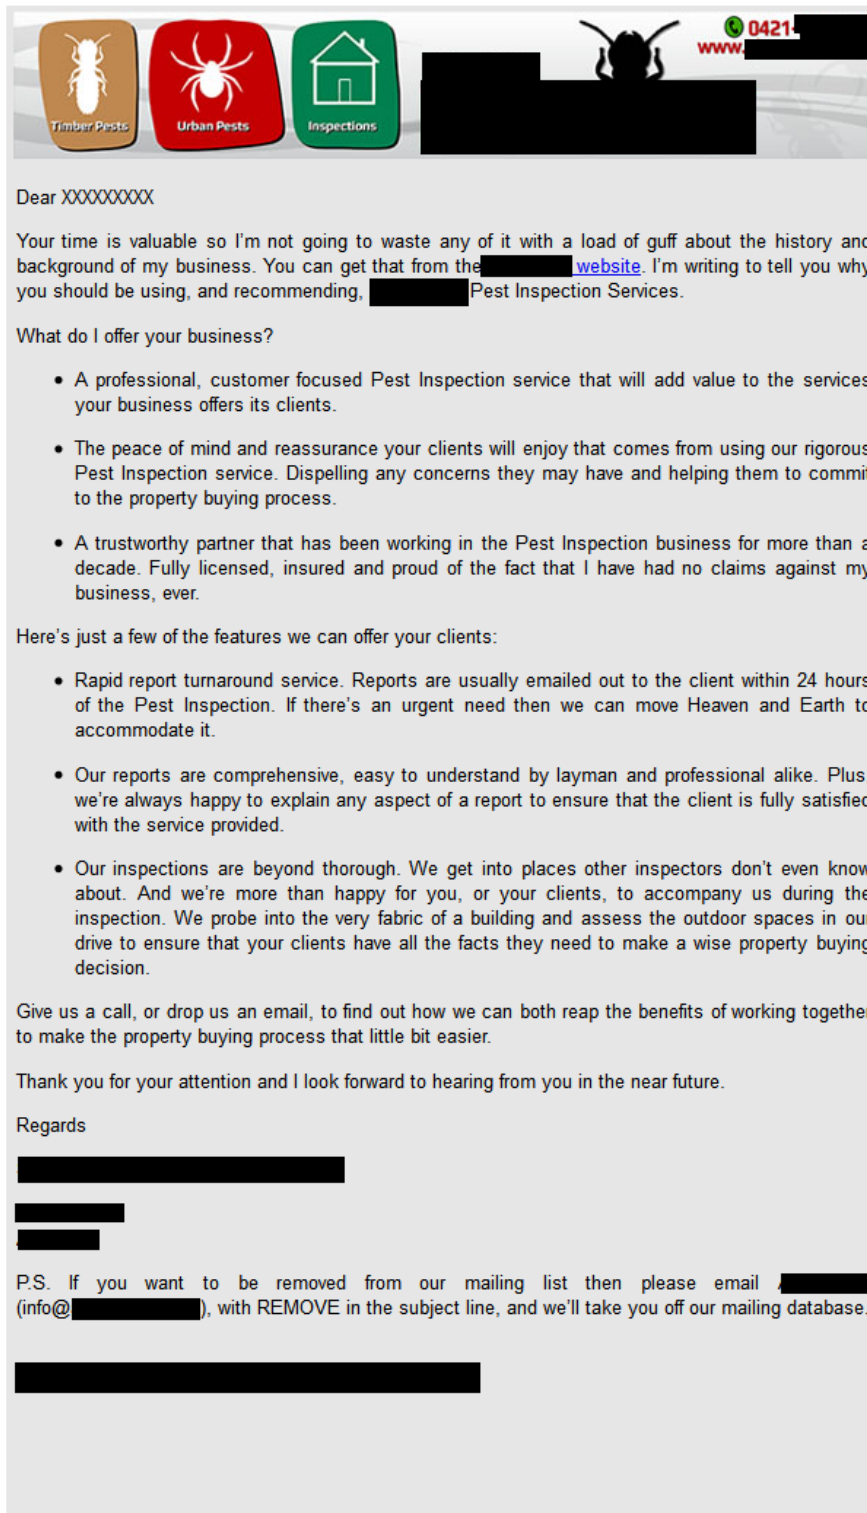 0421-
www.
Timber Pests
Urban Pests
Inspections
Dear XXXXXXXXX
Your time is valuable so I'm not going to waste any of it with a load of guff about the history and
background of my business. You can get that from the website. I'm writing to tell you why
you should be using, and recommending, Pest Inspection Services.
What do I offer your business?
• A professional, customer focused Pest Inspection service that will add value to the services
your business offers its clients.
• The peace of mind and reassurance your clients will enjoy that comes from using our rigorous
Pest Inspection service. Dispelling any concerns they may have and helping them to commit
to the property buying process.
• A trustworthy partner that has been working in the Pest Inspection business for more than a
decade. Fully licensed, insured and proud of the fact that I have had no claims against my
business, ever.
Here's just a few of the features we can offer your clients:
• Rapid report turnaround service. Reports are usually emailed out to the client within 24 hours
of the Pest Inspection. If there's an urgent need then we can move Heaven and Earth to
accommodate it.
• Our reports are comprehensive, easy to understand by layman and professional alike. Plus
we're always happy to explain any aspect of a report to ensure that the client is fully satisfied
with the service provided.
• Our inspections are beyond thorough. We get into places other inspectors don't even know
about. And we're more than happy for you, or your clients, to accompany us during the
inspection. We probe into the very fabric of a building and assess the outdoor spaces in our
drive to ensure that your clients have all the facts they need to make a wise property buying
decision.
Give us a call, or drop us an email, to find out how we can both reap the benefits of working together
to make the property buying process that little bit easier.
Thank you for your attention and I look forward to hearing from you in the near future.
Regards
P.S. If you want to be removed from our mailing list then please email
(info@ ), with REMOVE in the subject line, and we'll take you off our mailing database.